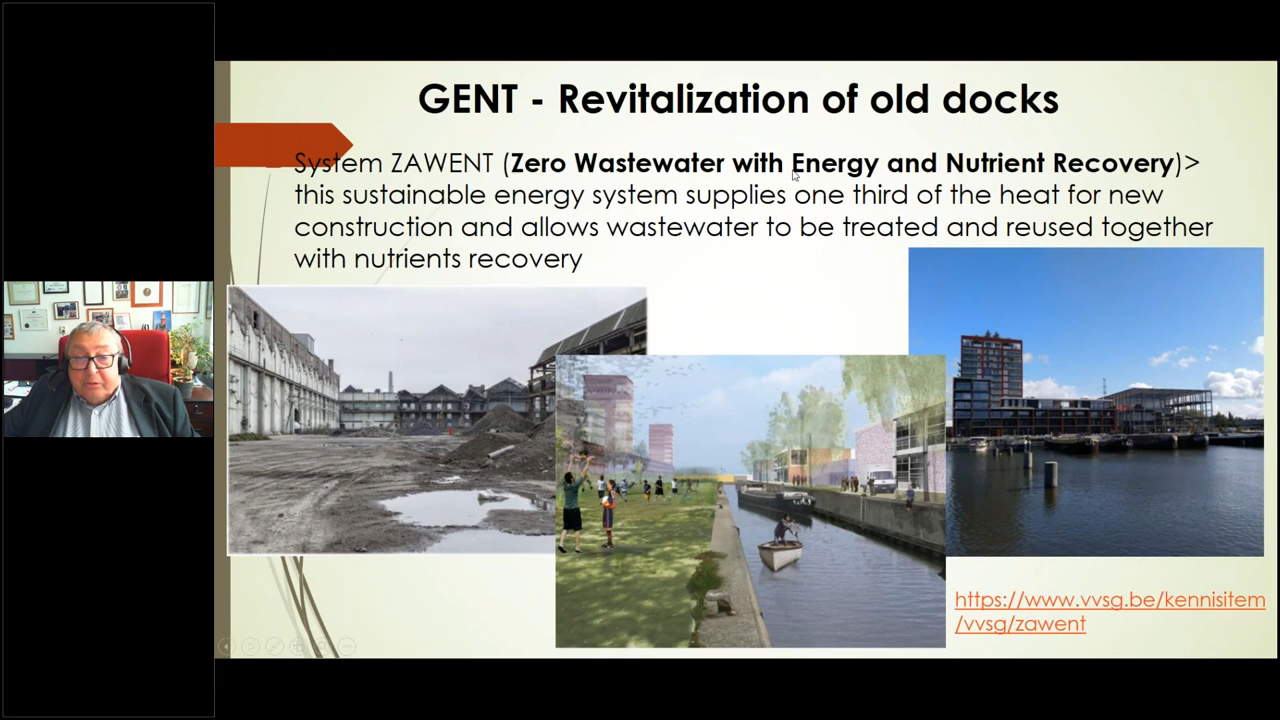 GENT - Revitalization of old docks
System ZAWENT (Zero Wastewater with Energy and Nutrient Recovery)>
this sustainable energy system supplies one third of the heat for new
construction and allows wastewater to be treated and reused together
with nutrients recovery
https://www.vvsg.be/kennisitem
/vvsg/zawent